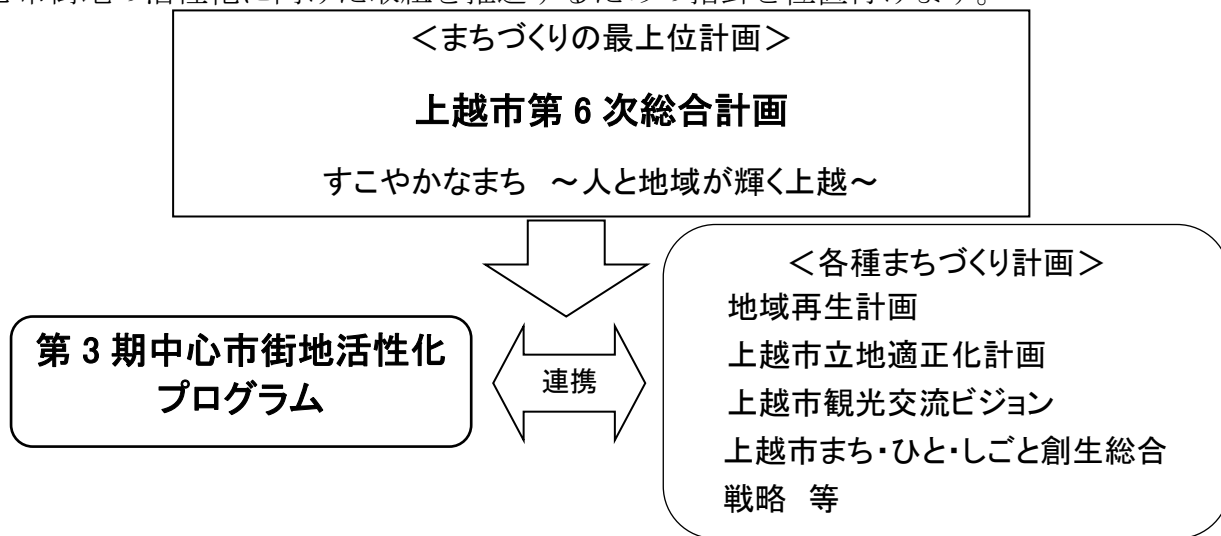 ＜まちづくりの最上位計画＞
上越市第６次総合計画
すこやかなまち　～人と地域が輝く上越～
第３期中心市街地活性化
プログラム
連携
＜各種まちづくり計画＞
地域再生計画
上越市立地適正化計画
上越市観光交流ビジョン
上越市まち・ひと・しごと創生総合
戦略　等